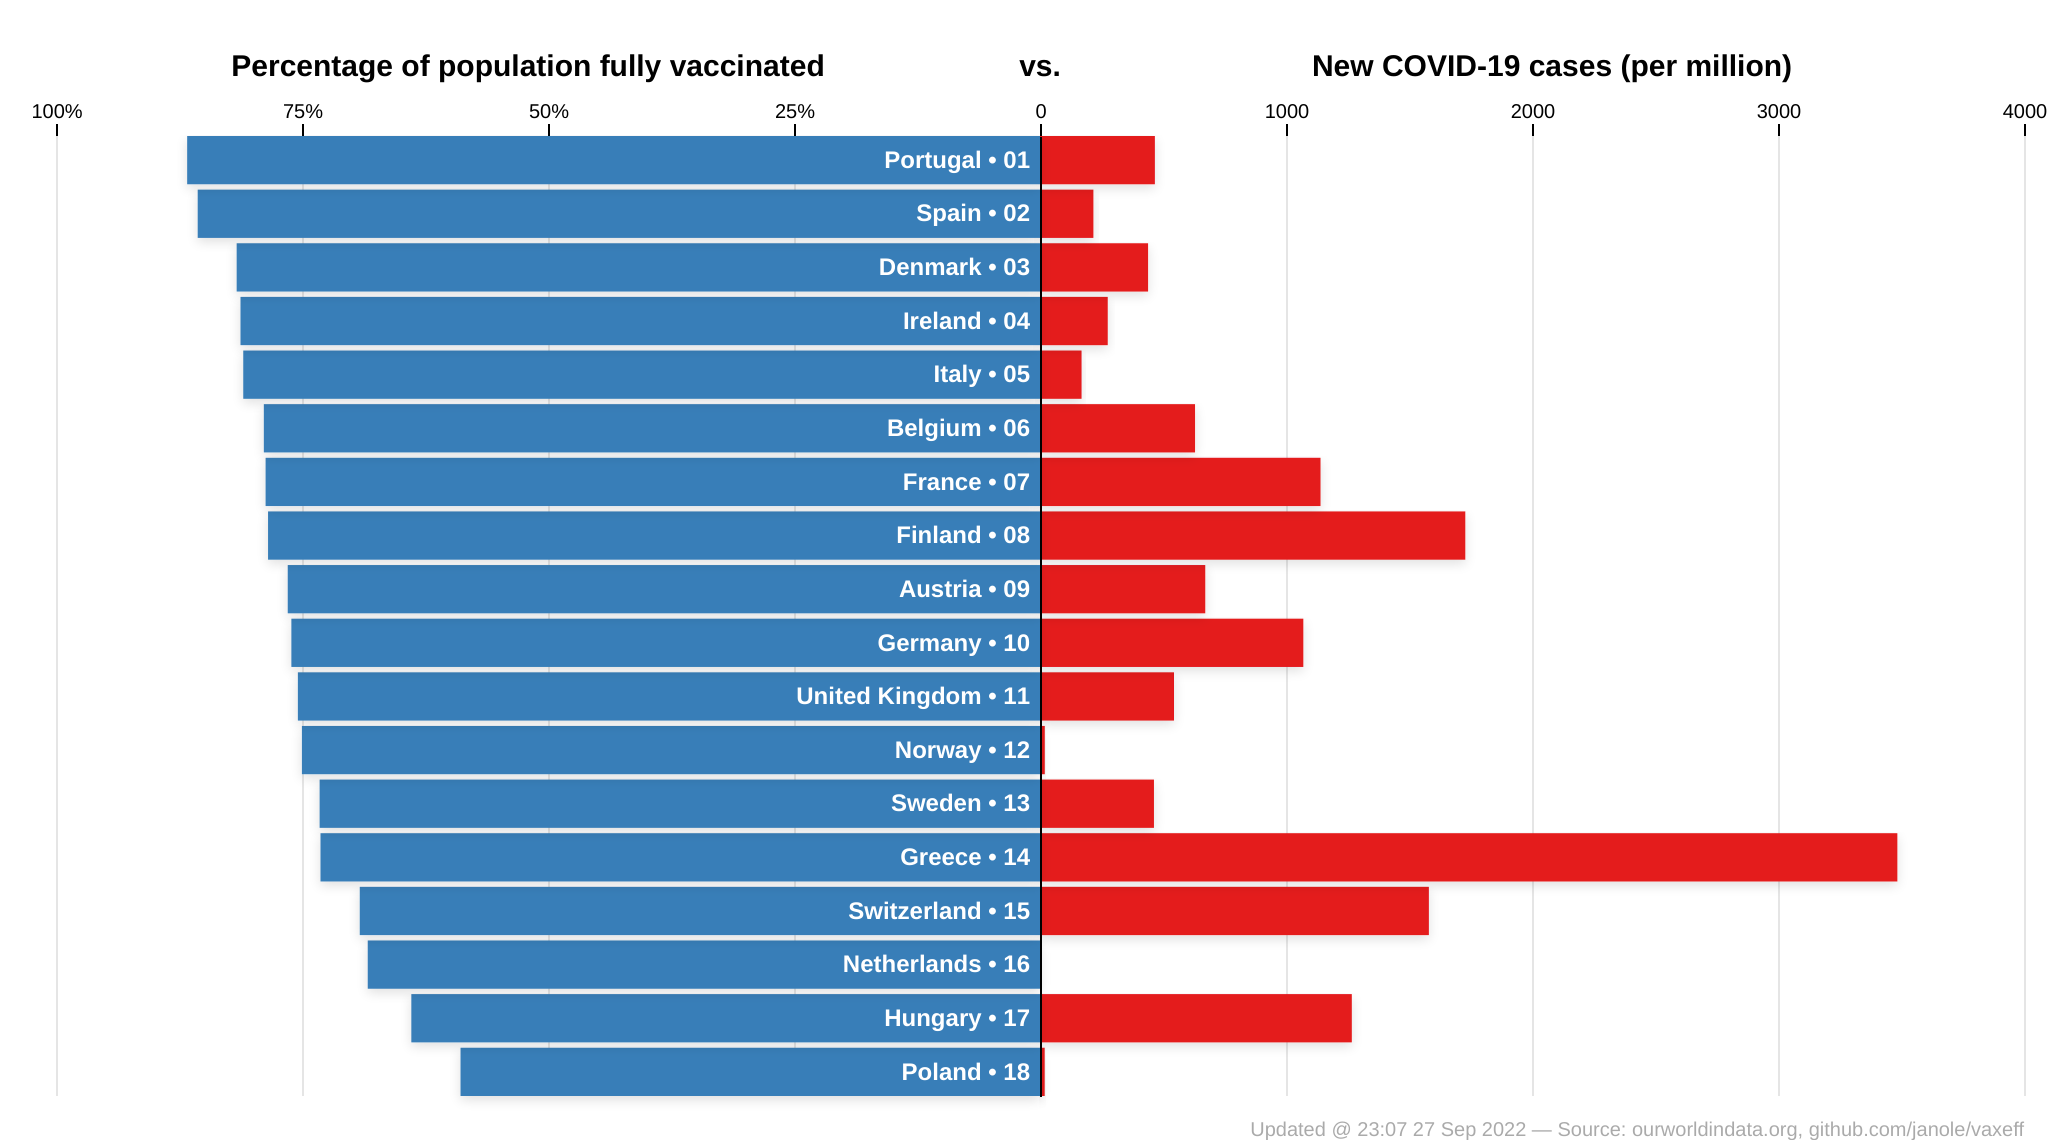 Percentage of population fully vaccinated vs. New COVID-19 cases (per million)
100% 75% 50% 25% 0 1000 2000 3000 4000
Portugal • 01
Spain • 02
Denmark • 03
Ireland • 04
Italy • 05
Belgium • 06
France • 07
Finland • 08
Austria • 09
Germany • 10
United Kingdom • 11
Norway • 12
Sweden • 13
Greece • 14
Switzerland • 15
Netherlands • 16
Hungary • 17
Poland • 18
Updated @ 23:07 27 Sep 2022 — Source: ourworldindata.org, github.com/janole/vaxeff